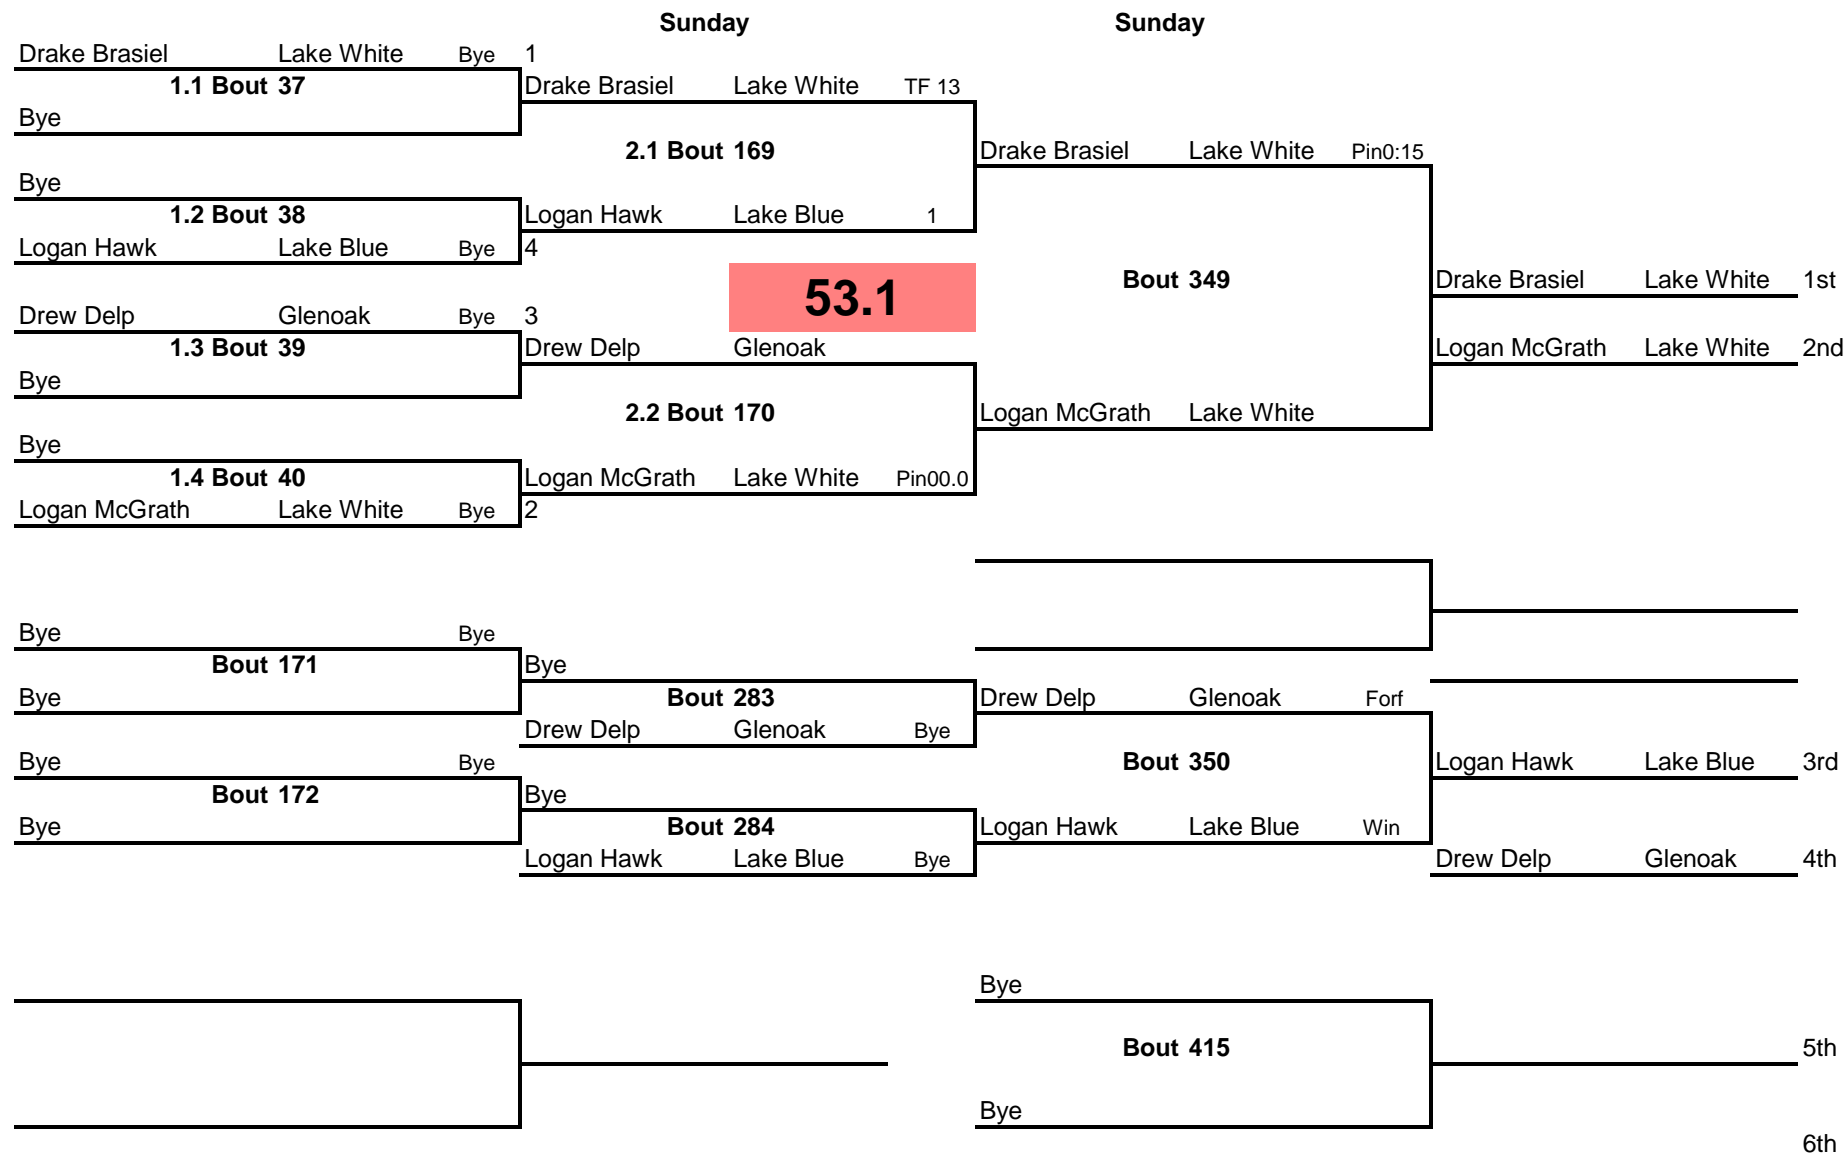 Sunday Sunday
Drake Brasiel Lake White Bye 1
1.1 Bout 37 Drake Brasiel Lake White TF 13
Bye
2.1 Bout 169 Drake Brasiel Lake White Pin0:15
Bye
1.2 Bout 38 Logan Hawk Lake Blue 1
Logan Hawk Lake Blue Bye 4
53.1 Bout 349 Drake Brasiel Lake White 1st
Drew Delp Glenoak Bye 3
1.3 Bout 39 Drew Delp Glenoak Logan McGrath Lake White 2nd
Bye
2.2 Bout 170 Logan McGrath Lake White
Bye
1.4 Bout 40 Logan McGrath Lake White Pin00.0
Logan McGrath Lake White Bye 2
Bye Bye
Bout 171 Bye
Bye Bout 283 Drew Delp Glenoak Forf
Drew Delp Glenoak Bye
Bye Bye Bout 350 Logan Hawk Lake Blue 3rd
Bout 172 Bye
Bye Bout 284 Logan Hawk Lake Blue Win
Logan Hawk Lake Blue Bye Drew Delp Glenoak 4th
Bye
Bout 415 5th
Bye
6th